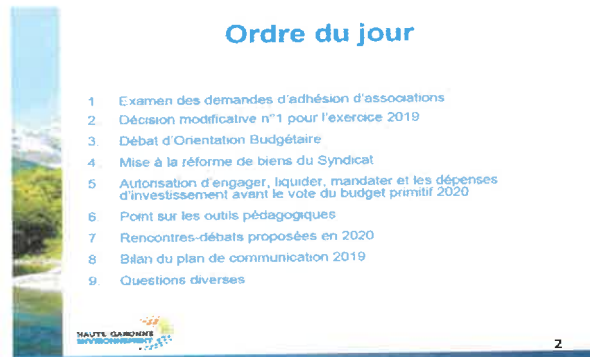 Ordre du jour
1 Examen des demandes d'adhésion d'associations
2. Décision modificative n°1 pour l'exercice 2019
3. Débat d'Orientation Budgétaire
4. Mise à la réforme de biens du Syndicat
5 Autorisation d'engager, liquider, mandater et les dépenses
d'investissement avant le vote du budget primitif 2020
6. Point sur les outils pédagogiques
7 Rencontres-débats proposées en 2020
8 Bilan du plan de communication 2019
9. Questions diverses
HAUTE GARONNE
ENVIRONNEMENT
2